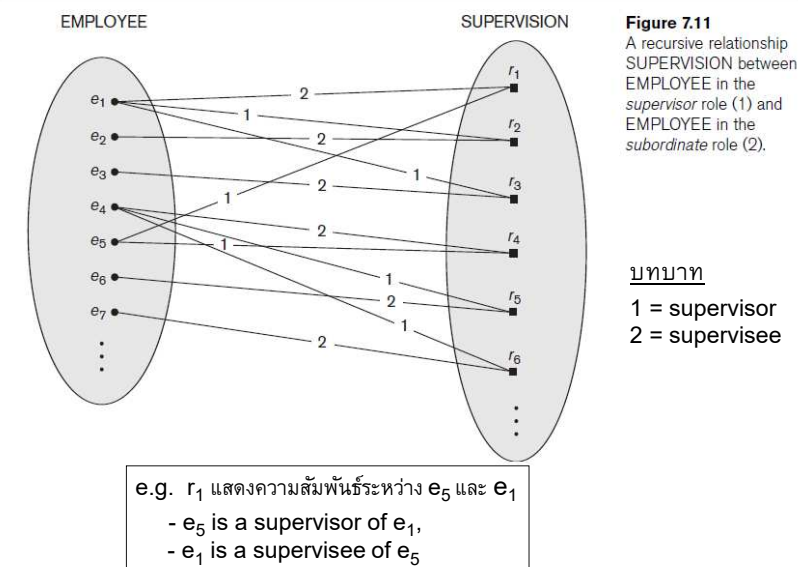 EMPLOYEE
SUPERVISION
e1
e2
e3
e4
e5
e6
e7
2
1
2
1
2
1
2
1
1
2
1
2
r1
r2
r3
r4
r5
r6
Figure 7.11
A recursive relationship
SUPERVISION between
EMPLOYEE in the
supervisor role (1) and
EMPLOYEE in the
subordinate role (2).
บทบาท
1 = supervisor
2 = supervisee
e.g. r1 แสดงความสัมพันธ์ระหว่าง e5 และ e1
- e5 is a supervisor of e1,
- e1 is a supervisee of e5